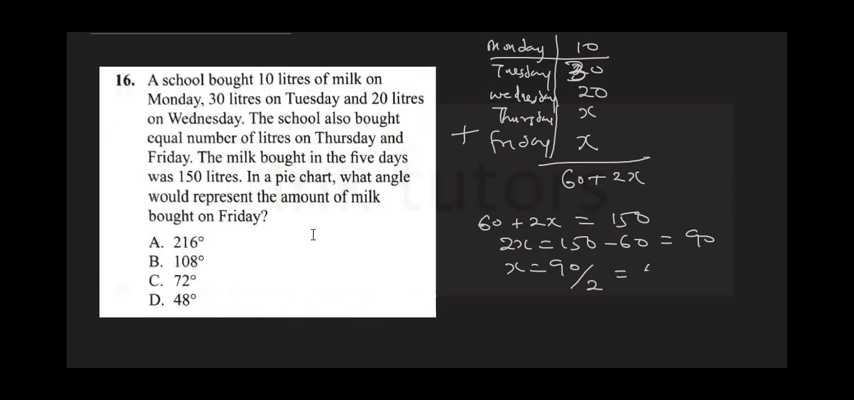 16. A school bought 10 litres of milk on
Monday, 30 litres on Tuesday and 20 litres
on Wednesday. The school also bought
equal number of litres on Thursday and
Friday. The milk bought in the five days
was 150 litres. In a pie chart, what angle
would represent the amount of milk
bought on Friday?
A. 216°
B. 108°
C. 72°
D. 48°
monday 10
Tuesday 30
wednesday 20
Thursday x
+ friday x
60 + 2x
60 + 2x = 150
2x = 150 - 60 = 90
x = 90/2 =
tutors